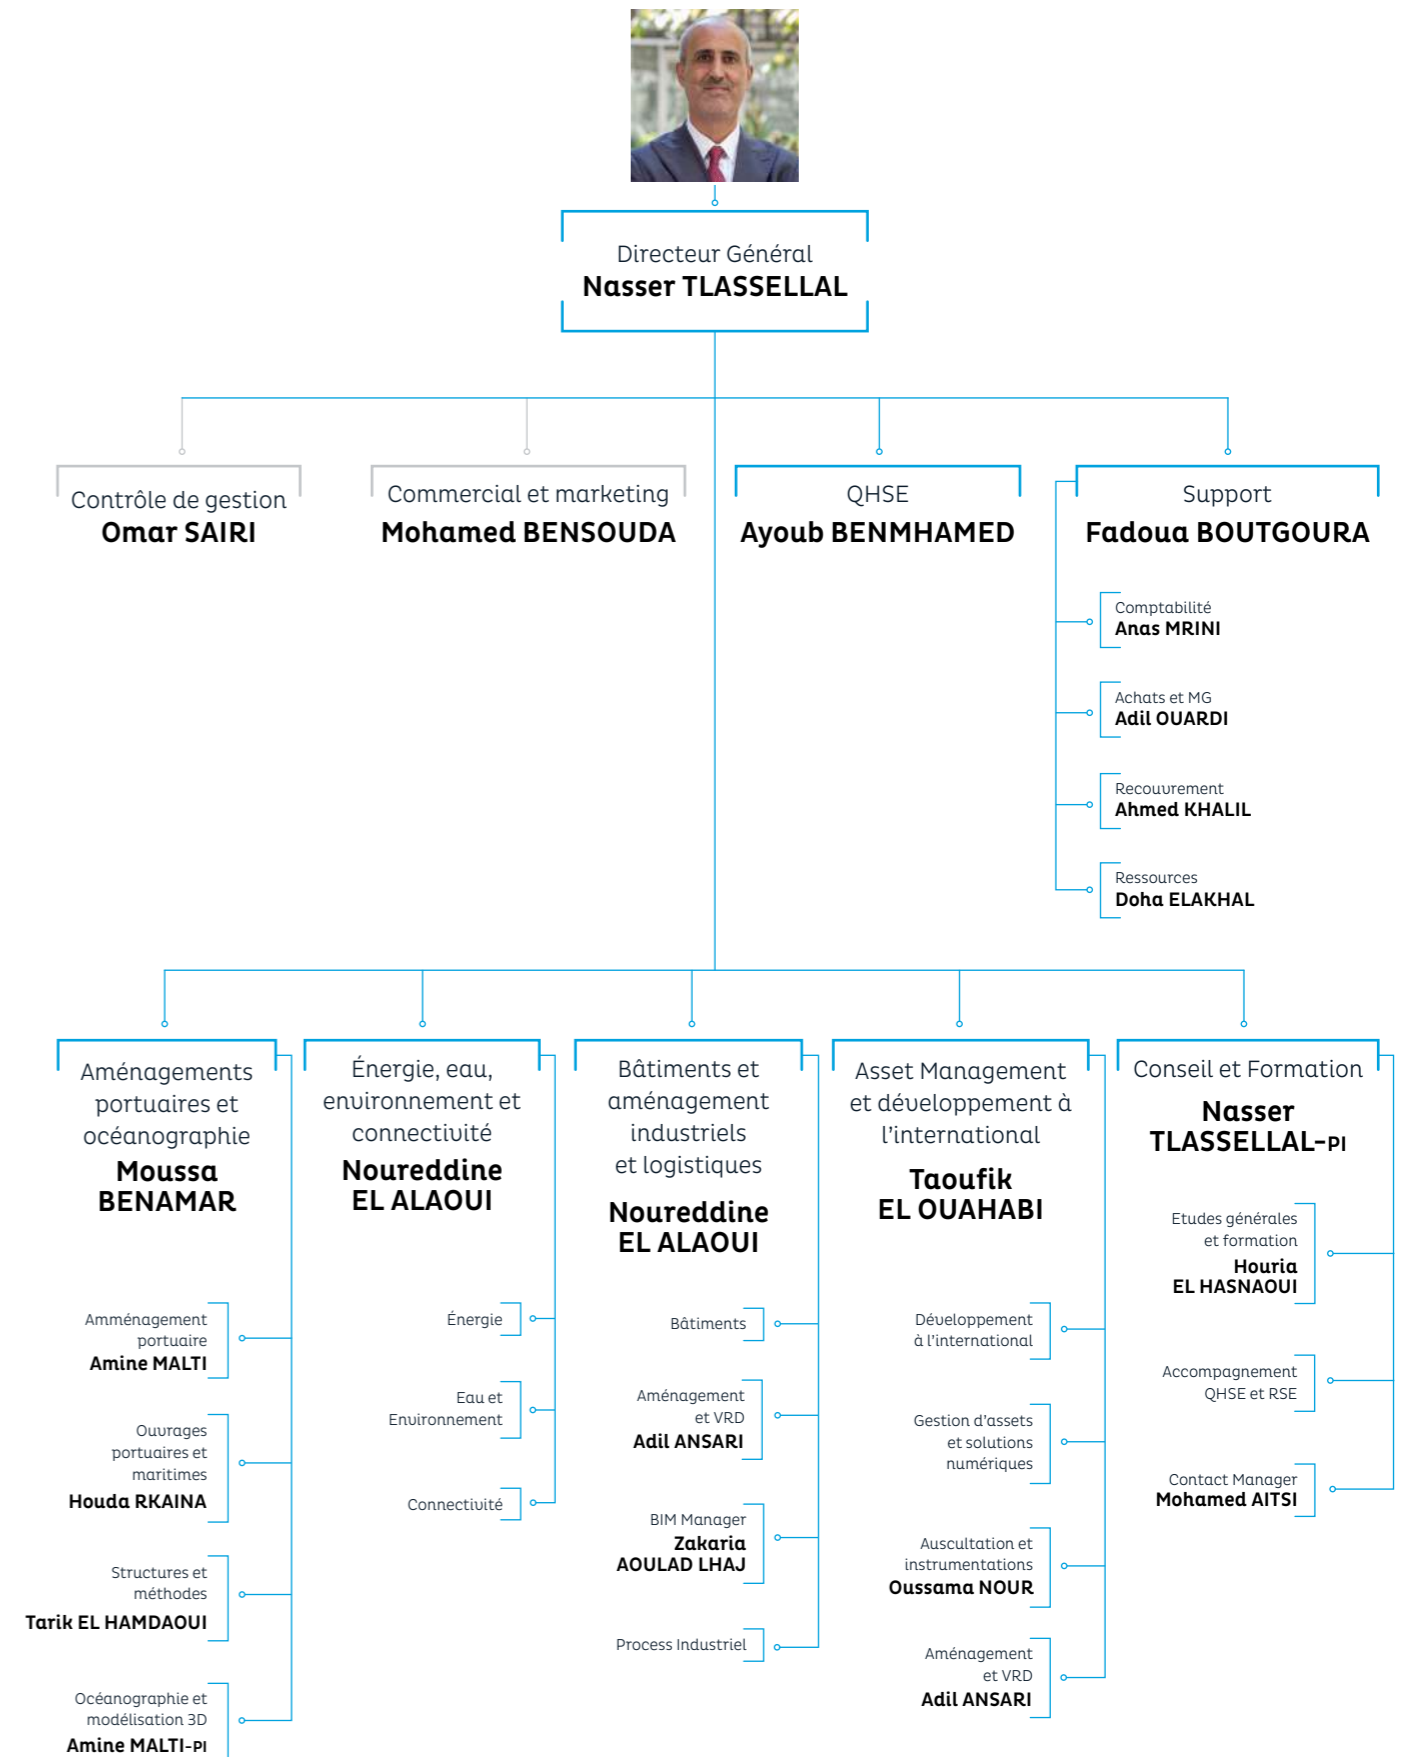 Directeur Général
Nasser TLASSELLAL
Contrôle de gestion
Omar SAIRI
Commercial et marketing
Mohamed BENSOUDA
QHSE
Ayoub BENMHAMED
Support
Fadoua BOUTGOURA
Comptabilité
Anas MRINI
Achats et MG
Adil OUARDI
Recouvrement
Ahmed KHALIL
Ressources
Doha ELAKHAL
Aménagements
portuaires et
océanographie
Moussa
BENAMAR
Amménagement
portuaire
Amine MALTI
Ouvrages
portuaires et
maritimes
Houda RKAINA
Structures et
méthodes
Tarik EL HAMDAOUI
Océanographie et
modélisation 3D
Amine MALTI-PI
Énergie, eau,
environnement et
connectivité
Noureddine
EL ALAOUI
Énergie
Eau et
Environnement
Connectivité
Bâtiments et
aménagement
industriels
et logistiques
Noureddine
EL ALAOUI
Bâtiments
Aménagement
et VRD
Adil ANSARI
BIM Manager
Zakaria
AOULAD LHAJ
Process Industriel
Asset Management
et développement à
l'international
Taoufik
EL OUAHABI
Développement
à l'international
Gestion d'assets
et solutions
numériques
Auscultation et
instrumentations
Oussama NOUR
Aménagement
et VRD
Adil ANSARI
Conseil et Formation
Nasser
TLASSELLAL-PI
Etudes générales
et formation
Houria
EL HASNAOUI
Accompagnement
QHSE et RSE
Contact Manager
Mohamed AITSI